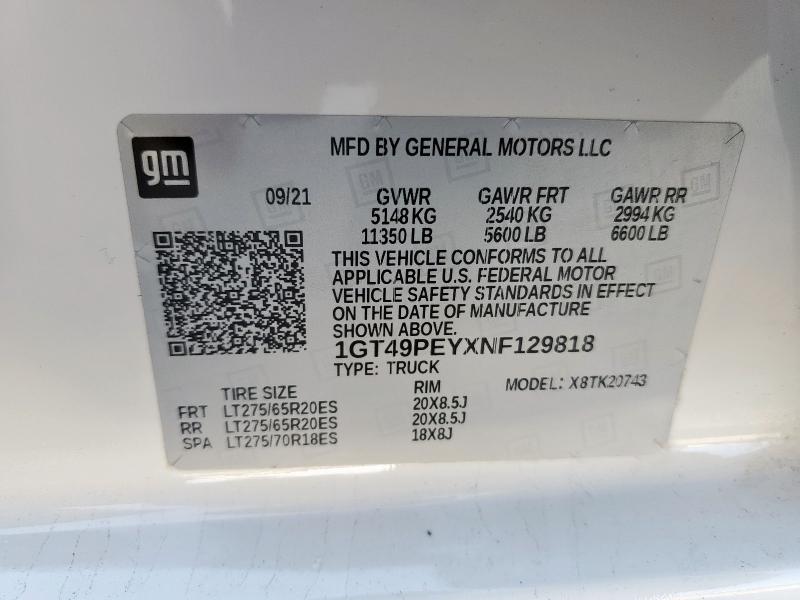 gm
MFD BY GENERAL MOTORS LLC
09/21 GVWR GAWR FRT GAWR RR
5148 KG 2540 KG 2994 KG
11350 LB 5600 LB 6600 LB
THIS VEHICLE CONFORMS TO ALL
APPLICABLE U.S. FEDERAL MOTOR
VEHICLE SAFETY STANDARDS IN EFFECT
ON THE DATE OF MANUFACTURE
SHOWN ABOVE.
1GT49PEYXNF129818
TYPE: TRUCK
TIRE SIZE RIM MODEL: X8TK20743
FRT LT275/65R20ES 20X8.5J
RR LT275/65R20ES 20X8.5J
SPA LT275/70R18ES 18X8J